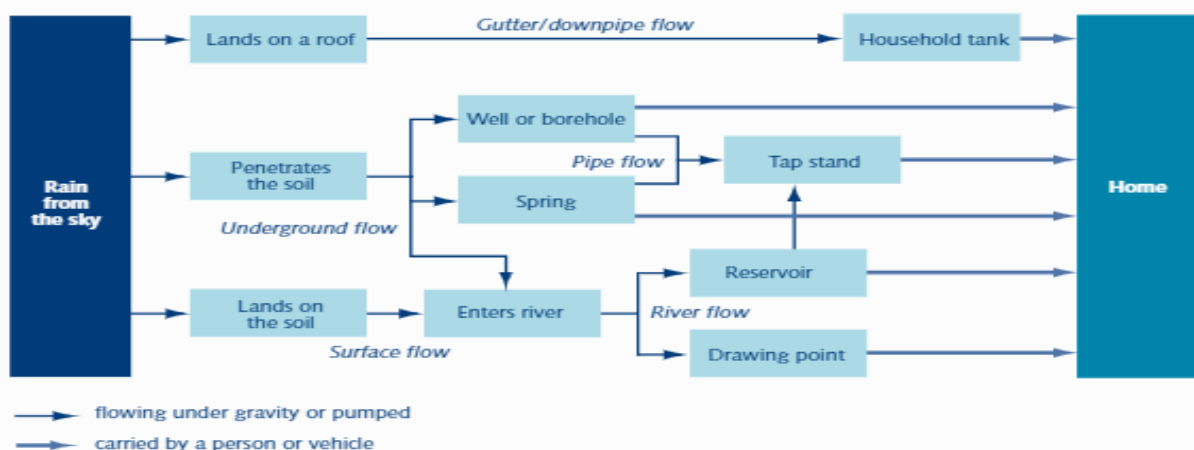 Gutter/downpipe flow
Lands on a roof
Household tank
Well or borehole
Pipe flow
Tap stand
Penetrates
the soil
Rain
from
the sky
Home
Spring
Underground flow
Reservoir
Lands on
the soil
Enters river
River flow
Surface flow
Drawing point
flowing under gravity or pumped
carried by a person or vehicle